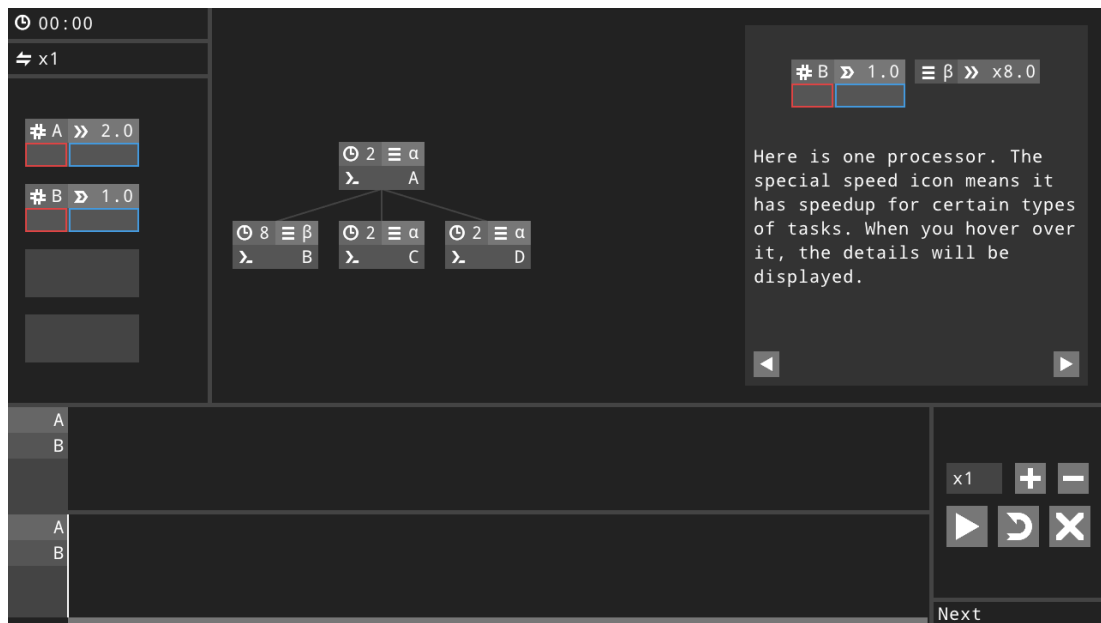 00:00
x1
A 2.0
B 1.0
2 α
A
8 β
B
2 α
C
2 α
D
B 1.0 β x8.0
Here is one processor. The
special speed icon means it
has speedup for certain types
of tasks. When you hover over
it, the details will be
displayed.
A
B
A
B
x1
Next